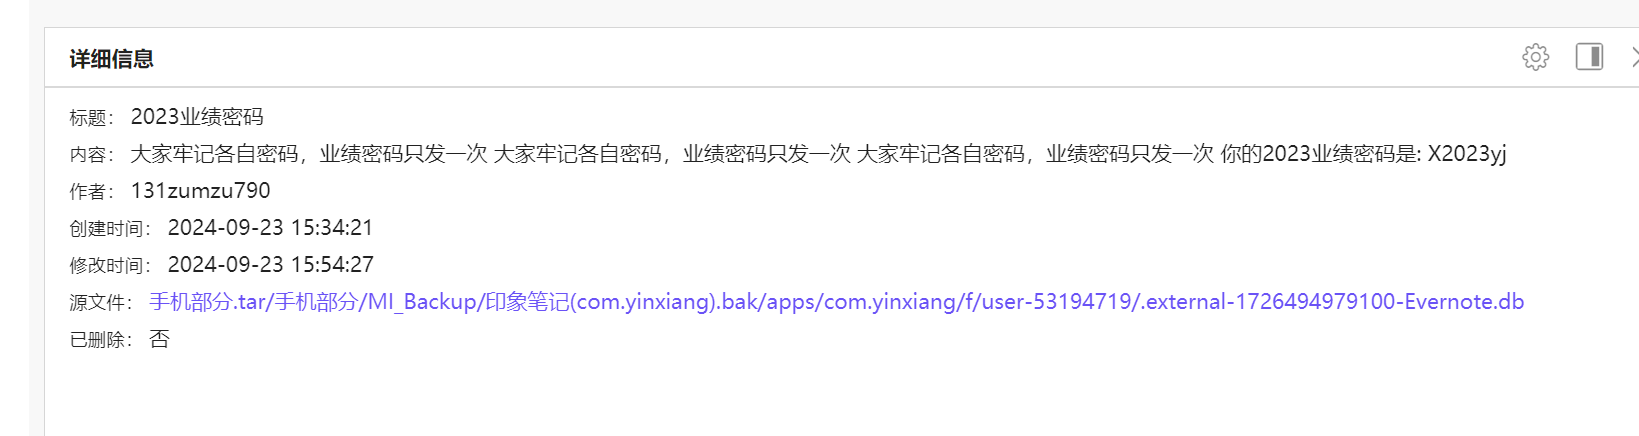 详细信息
标题： 2023业绩密码
内容： 大家牢记各自密码，业绩密码只发一次 大家牢记各自密码，业绩密码只发一次 大家牢记各自密码，业绩密码只发一次 你的2023业绩密码是: X2023yj
作者： 131zumzu790
创建时间： 2024-09-23 15:34:21
修改时间： 2024-09-23 15:54:27
源文件： 手机部分.tar/手机部分/MI_Backup/印象笔记(com.yinxiang).bak/apps/com.yinxiang/f/user-53194719/.external-1726494979100-Evernote.db
已删除： 否